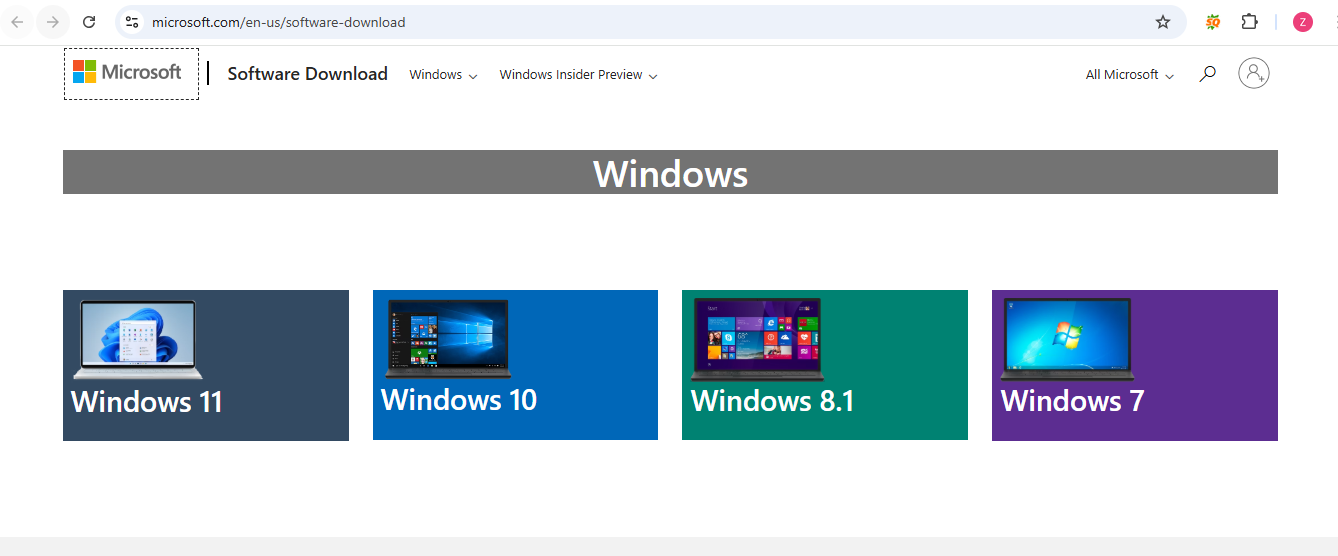 microsoft.com/en-us/software-download
Z
Microsoft
Software Download
Windows
Windows Insider Preview
All Microsoft
Windows
Windows 11
Windows 10
Windows 8.1
Windows 7